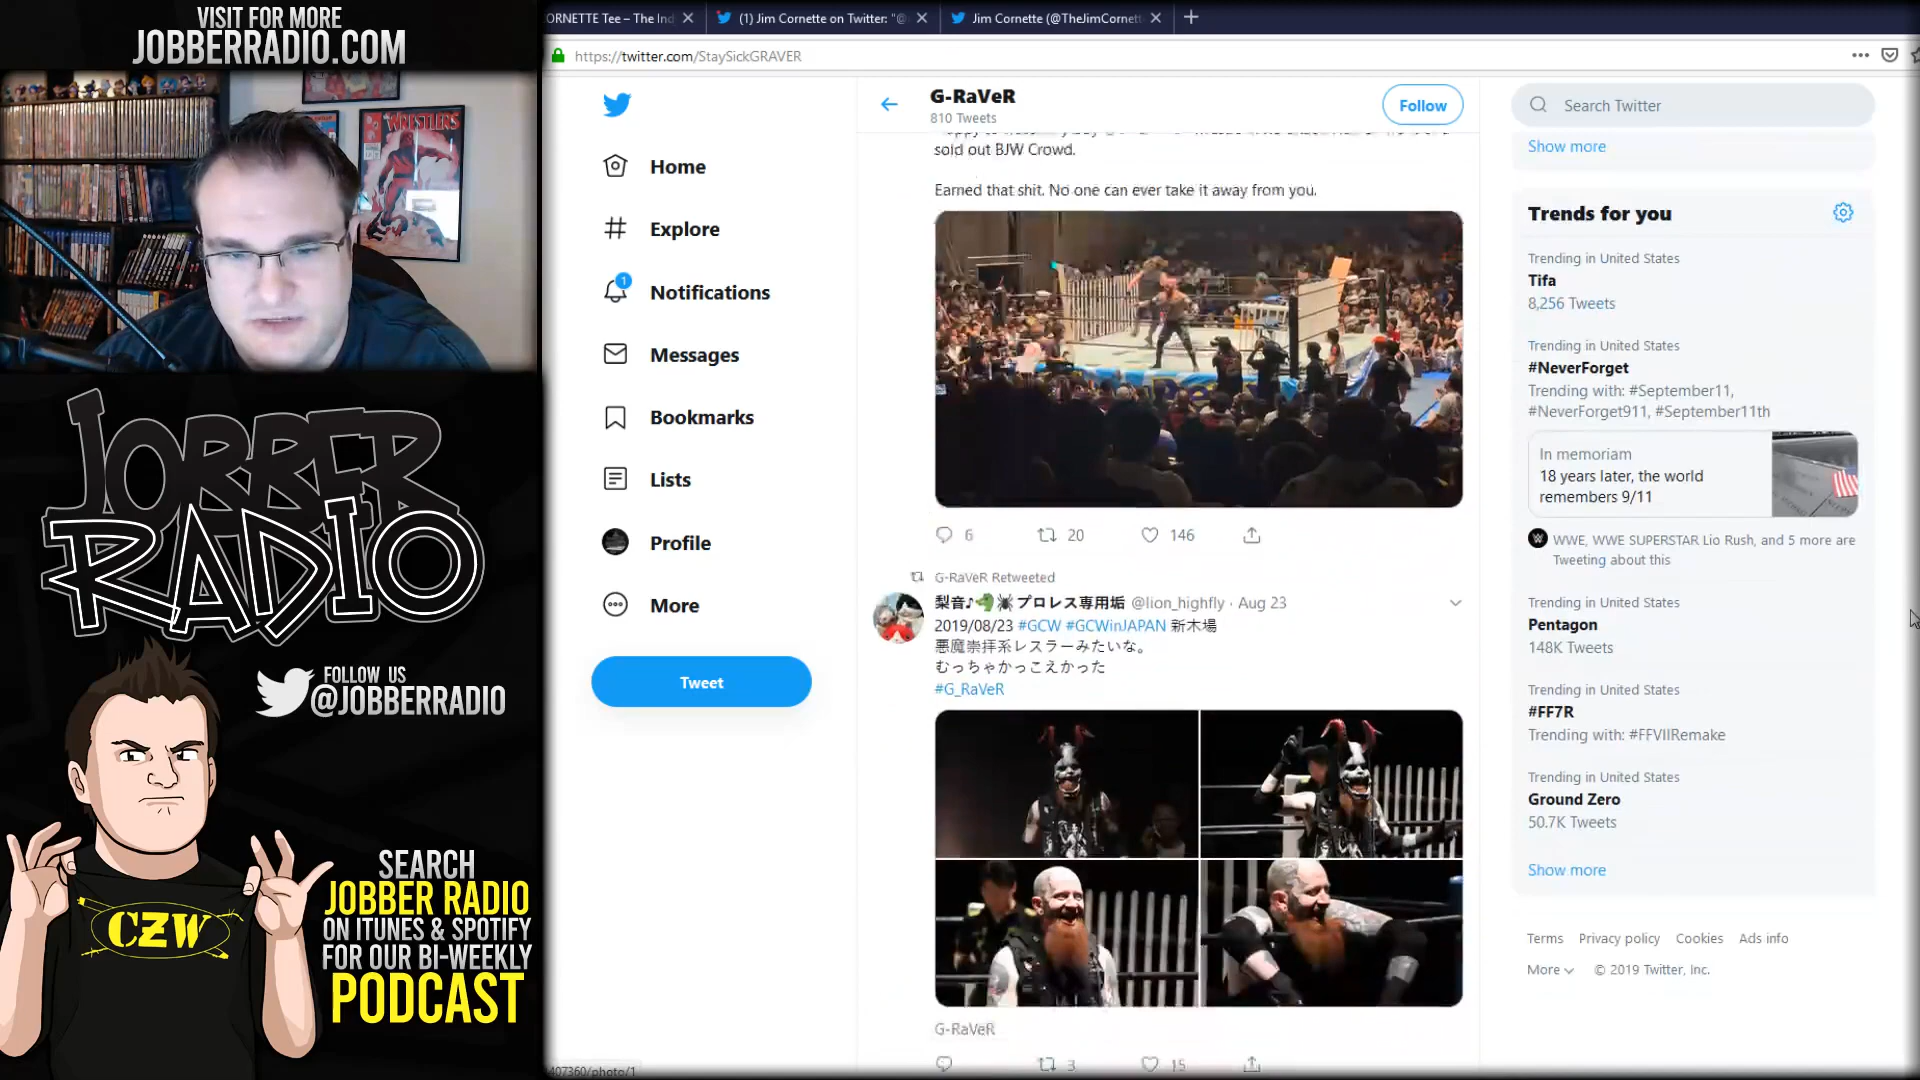 VISIT FOR MORE
JOBBERRADIO.COM
WRESTLERS
JOBBER
RADIO
FOLLOW US
@JOBBERRADIO
SEARCH
JOBBER RADIO
ON ITUNES & SPOTIFY
FOR OUR BI-WEEKLY
PODCAST
CZW
ORNETTE Tee – The Ind
(1) Jim Cornette on Twitter: "@
Jim Cornette (@TheJimCornett
https://twitter.com/StaySickGRAVER
Home
Explore
1
Notifications
Messages
Bookmarks
Lists
Profile
More
Tweet
G-RaVeR
810 Tweets
Follow
sold out BJW Crowd.
Earned that shit. No one can ever take it away from you.
6
20
146
G-RaVeR Retweeted
梨音♪🐲🕷プロレス専用垢 @lion_highfly · Aug 23
2019/08/23 #GCW #GCWinJAPAN 新木場
悪魔崇拝系レスラーみたいな。
むっちゃかっこえかった
#G_RaVeR
G-RaVeR
3
15
Search Twitter
Show more
Trends for you
Trending in United States
Tifa
8,256 Tweets
Trending in United States
#NeverForget
Trending with: #September11,
#NeverForget911, #September11th
In memoriam
18 years later, the world
remembers 9/11
WWE, WWE SUPERSTAR Lio Rush, and 5 more are
Tweeting about this
Trending in United States
Pentagon
148K Tweets
Trending in United States
#FF7R
Trending with: #FFVIIRemake
Trending in United States
Ground Zero
50.7K Tweets
Show more
Terms Privacy policy Cookies Ads info
More © 2019 Twitter, Inc.
407360/photo/1